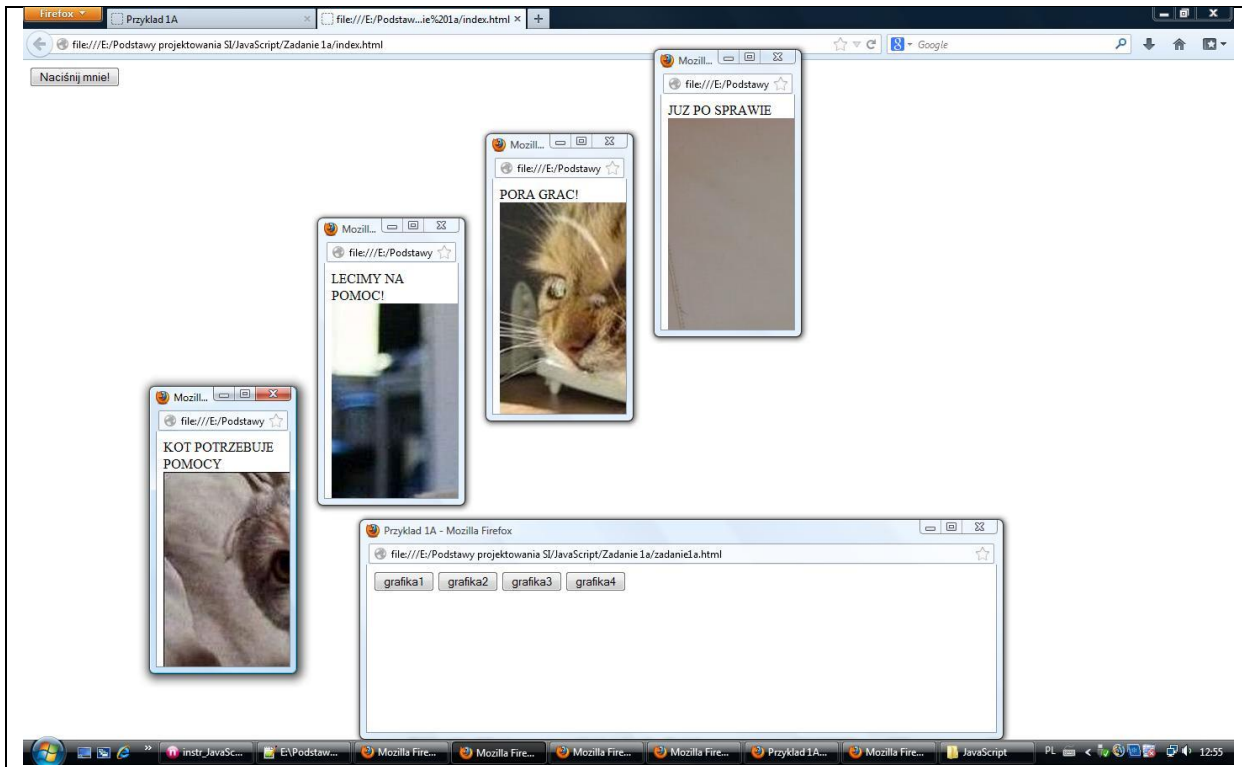 Firefox
Przyklad 1A
file:///E:/Podstaw...ie%201a/index.html
file:///E:/Podstawy projektowania SI/JavaScript/Zadanie 1a/index.html
Google
Naciśnij mnie!
Mozill...
file:///E:/Podstawy
JUZ PO SPRAWIE
Mozill...
file:///E:/Podstawy
PORA GRAC!
Mozill...
file:///E:/Podstawy
LECIMY NA
POMOC!
Mozill...
file:///E:/Podstawy
KOT POTRZEBUJE
POMOCY
Przyklad 1A - Mozilla Firefox
file:///E:/Podstawy projektowania SI/JavaScript/Zadanie 1a/zadanie1a.html
grafika1 grafika2 grafika3 grafika4
instr_JavaSc... E:\Podstaw... Mozilla Fire... Mozilla Fire... Mozilla Fire... Mozilla Fire... Przyklad 1A... Mozilla Fire... JavaScript PL 12:55